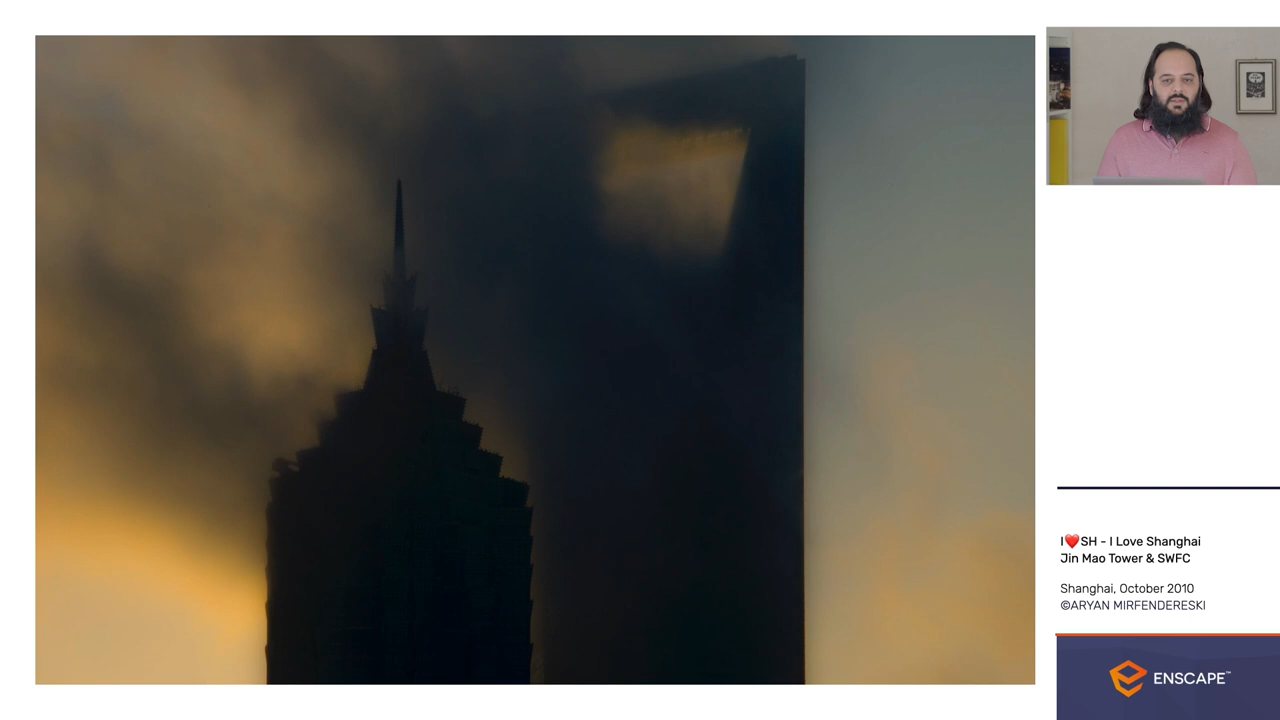 I❤️SH - I Love Shanghai
Jin Mao Tower & SWFC
Shanghai, October 2010
©ARYAN MIRFENDERESKI
ENSCAPE™